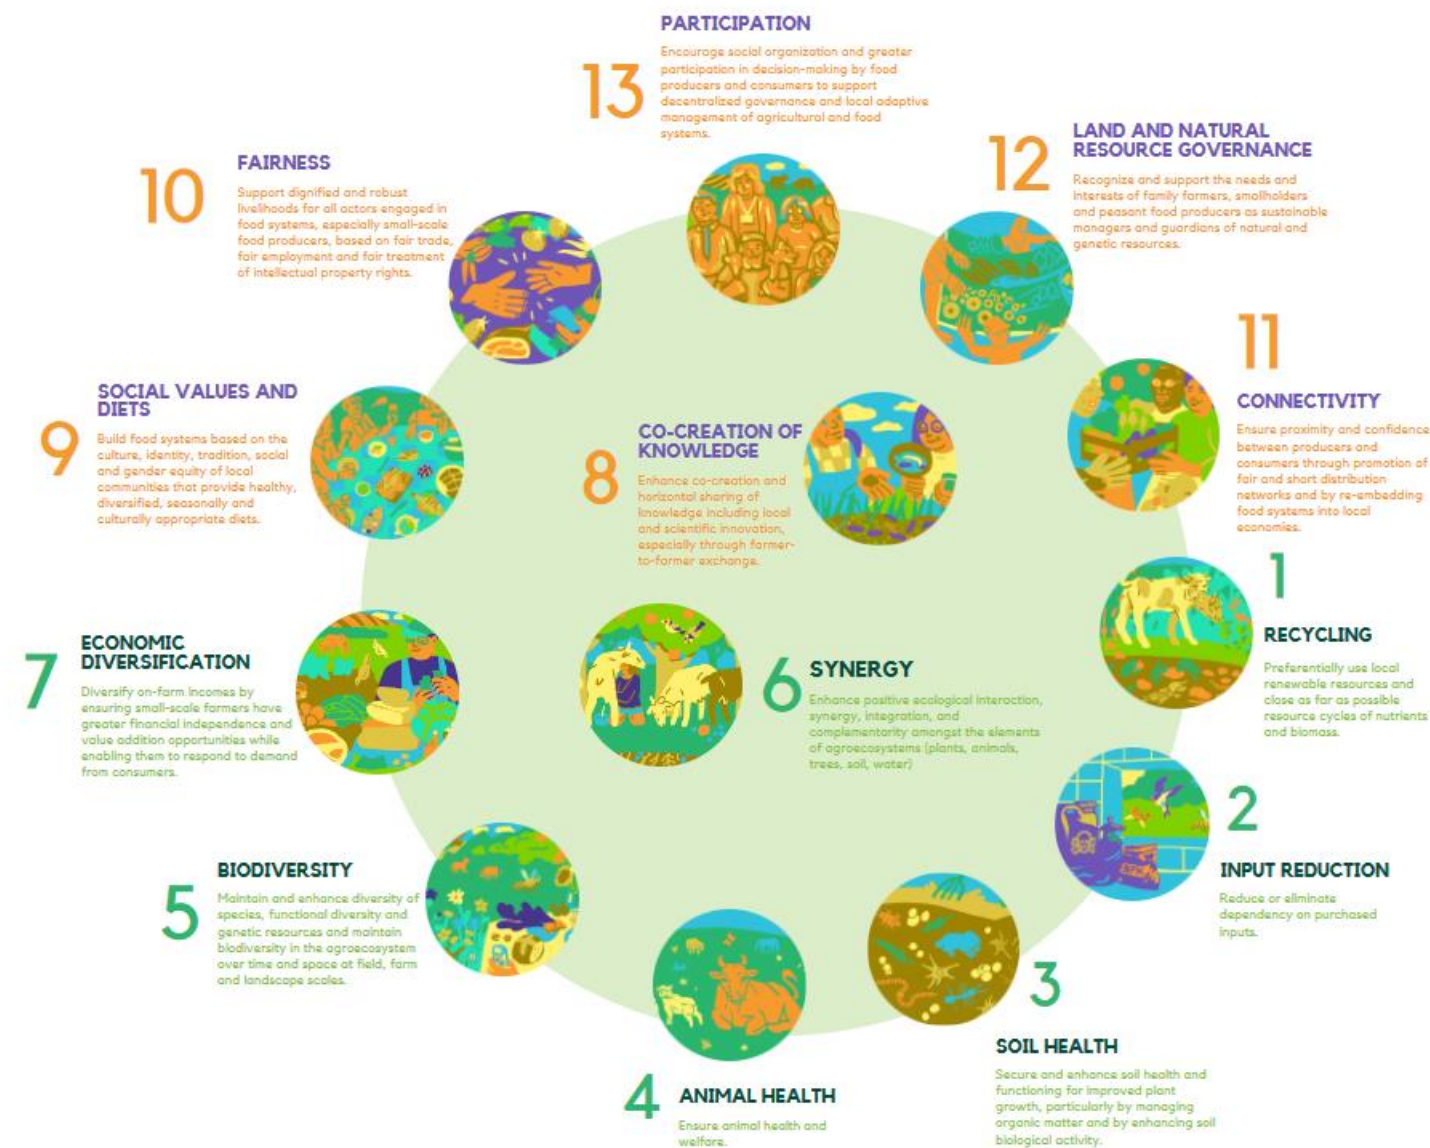 PARTICIPATION
13
Encourage social organization and greater
participation in decision-making by food
producers and consumers to support
decentralized governance and local adaptive
management of agricultural and food
systems.
12
LAND AND NATURAL
RESOURCE GOVERNANCE
Recognize and support the needs and
interests of family farmers, smallholders
and peasant food producers as sustainable
managers and guardians of natural and
genetic resources.
10
FAIRNESS
Support dignified and robust
livelihoods for all actors engaged in
food systems, especially small-scale
food producers, based on fair trade,
fair employment and fair treatment
of intellectual property rights.
11
CONNECTIVITY
Ensure proximity and confidence
between producers and
consumers through promotion of
fair and short distribution
networks and by re-embedding
food systems into local
economies.
9
SOCIAL VALUES AND
DIETS
Build food systems based on the
culture, identity, tradition, social
and gender equity of local
communities that provide healthy,
diversified, seasonally and
culturally appropriate diets.
8
CO-CREATION OF
KNOWLEDGE
Enhance co-creation and
horizontal sharing of
knowledge including local
and scientific innovation,
especially through farmer-
to-farmer exchange.
1
RECYCLING
Preferentially use local
renewable resources and
close as far as possible
resource cycles of nutrients
and biomass.
7
ECONOMIC
DIVERSIFICATION
Diversify on-farm incomes by
ensuring small-scale farmers have
greater financial independence and
value addition opportunities while
enabling them to respond to demand
from consumers.
6
SYNERGY
Enhance positive ecological interaction,
synergy, integration, and
complementarity amongst the elements
of agroecosystems (plants, animals,
trees, soil, water)
2
INPUT REDUCTION
Reduce or eliminate
dependency on purchased
inputs.
5
BIODIVERSITY
Maintain and enhance diversity of
species, functional diversity and
genetic resources and maintain
biodiversity in the agroecosystem
over time and space at field, farm
and landscape scales.
3
SOIL HEALTH
Secure and enhance soil health and
functioning for improved plant
growth, particularly by managing
organic matter and by enhancing soil
biological activity.
4
ANIMAL HEALTH
Ensure animal health and
welfare.